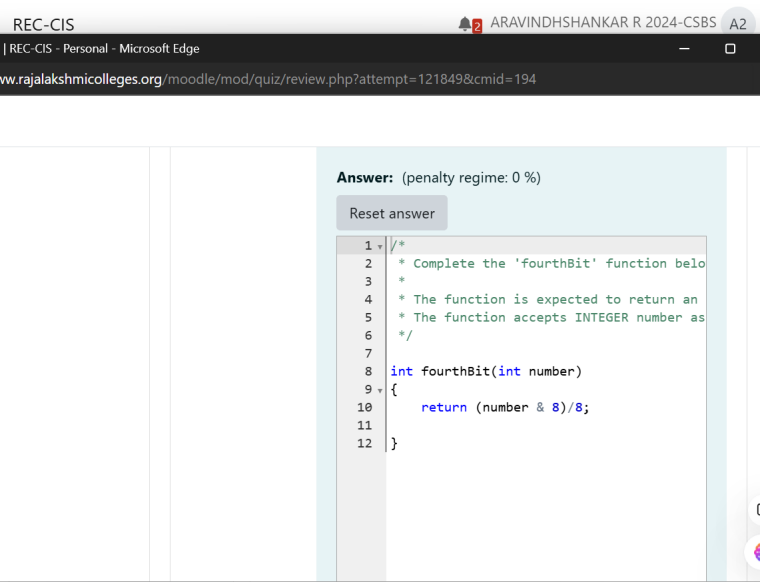 REC-CIS
2 ARAVINDHSHANKAR R 2024-CSBS A2
| REC-CIS - Personal - Microsoft Edge
ww.rajalakshmicolleges.org/moodle/mod/quiz/review.php?attempt=121849&cmid=194
Answer: (penalty regime: 0 %)
Reset answer
1 /*
2  * Complete the 'fourthBit' function belo
3  *
4  * The function is expected to return an
5  * The function accepts INTEGER number as
6  */
7
8 int fourthBit(int number)
9 {
10     return (number & 8)/8;
11
12 }